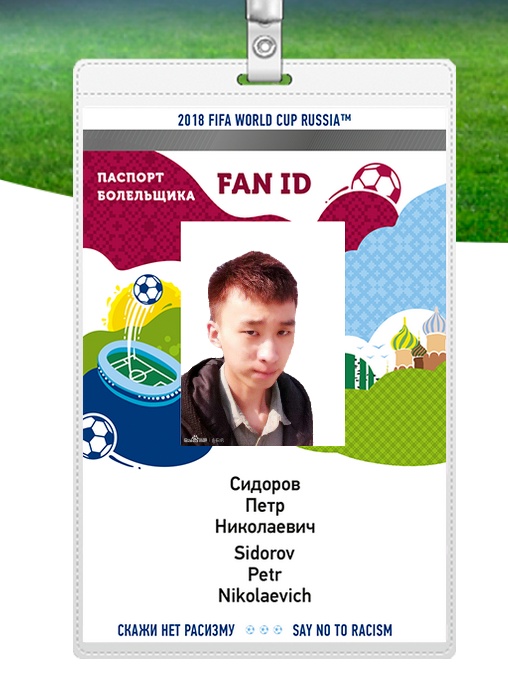 2018 FIFA WORLD CUP RUSSIA™
ПАСПОРТ
БОЛЕЛЬЩИКА
FAN ID
Сидоров
Петр
Николаевич
Sidorov
Petr
Nikolaevich
СКАЖИ НЕТ РАСИЗМУ
SAY NO TO RACISM